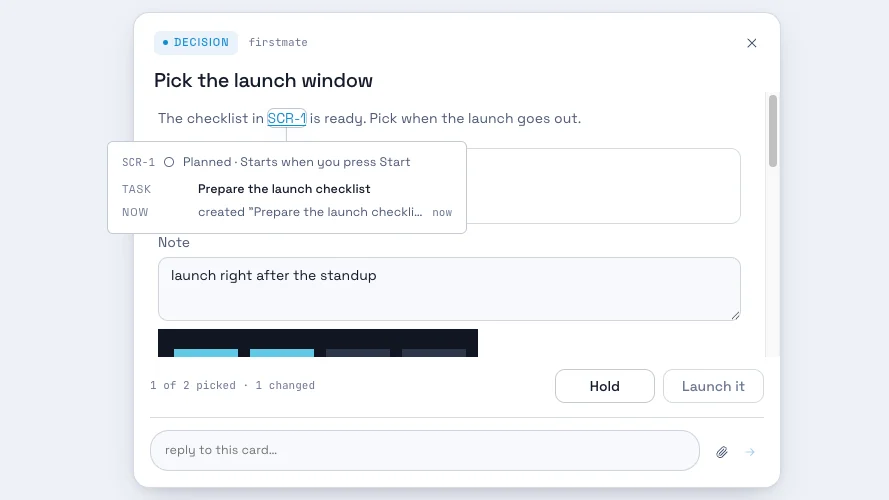 DECISION firstmate
Pick the launch window
The checklist in SCR-1 is ready. Pick when the launch goes out.
SCR-1 Planned · Starts when you press Start
TASK Prepare the launch checklist
NOW created "Prepare the launch checkli... now
Note
launch right after the standup
1 of 2 picked · 1 changed
Hold
Launch it
reply to this card...